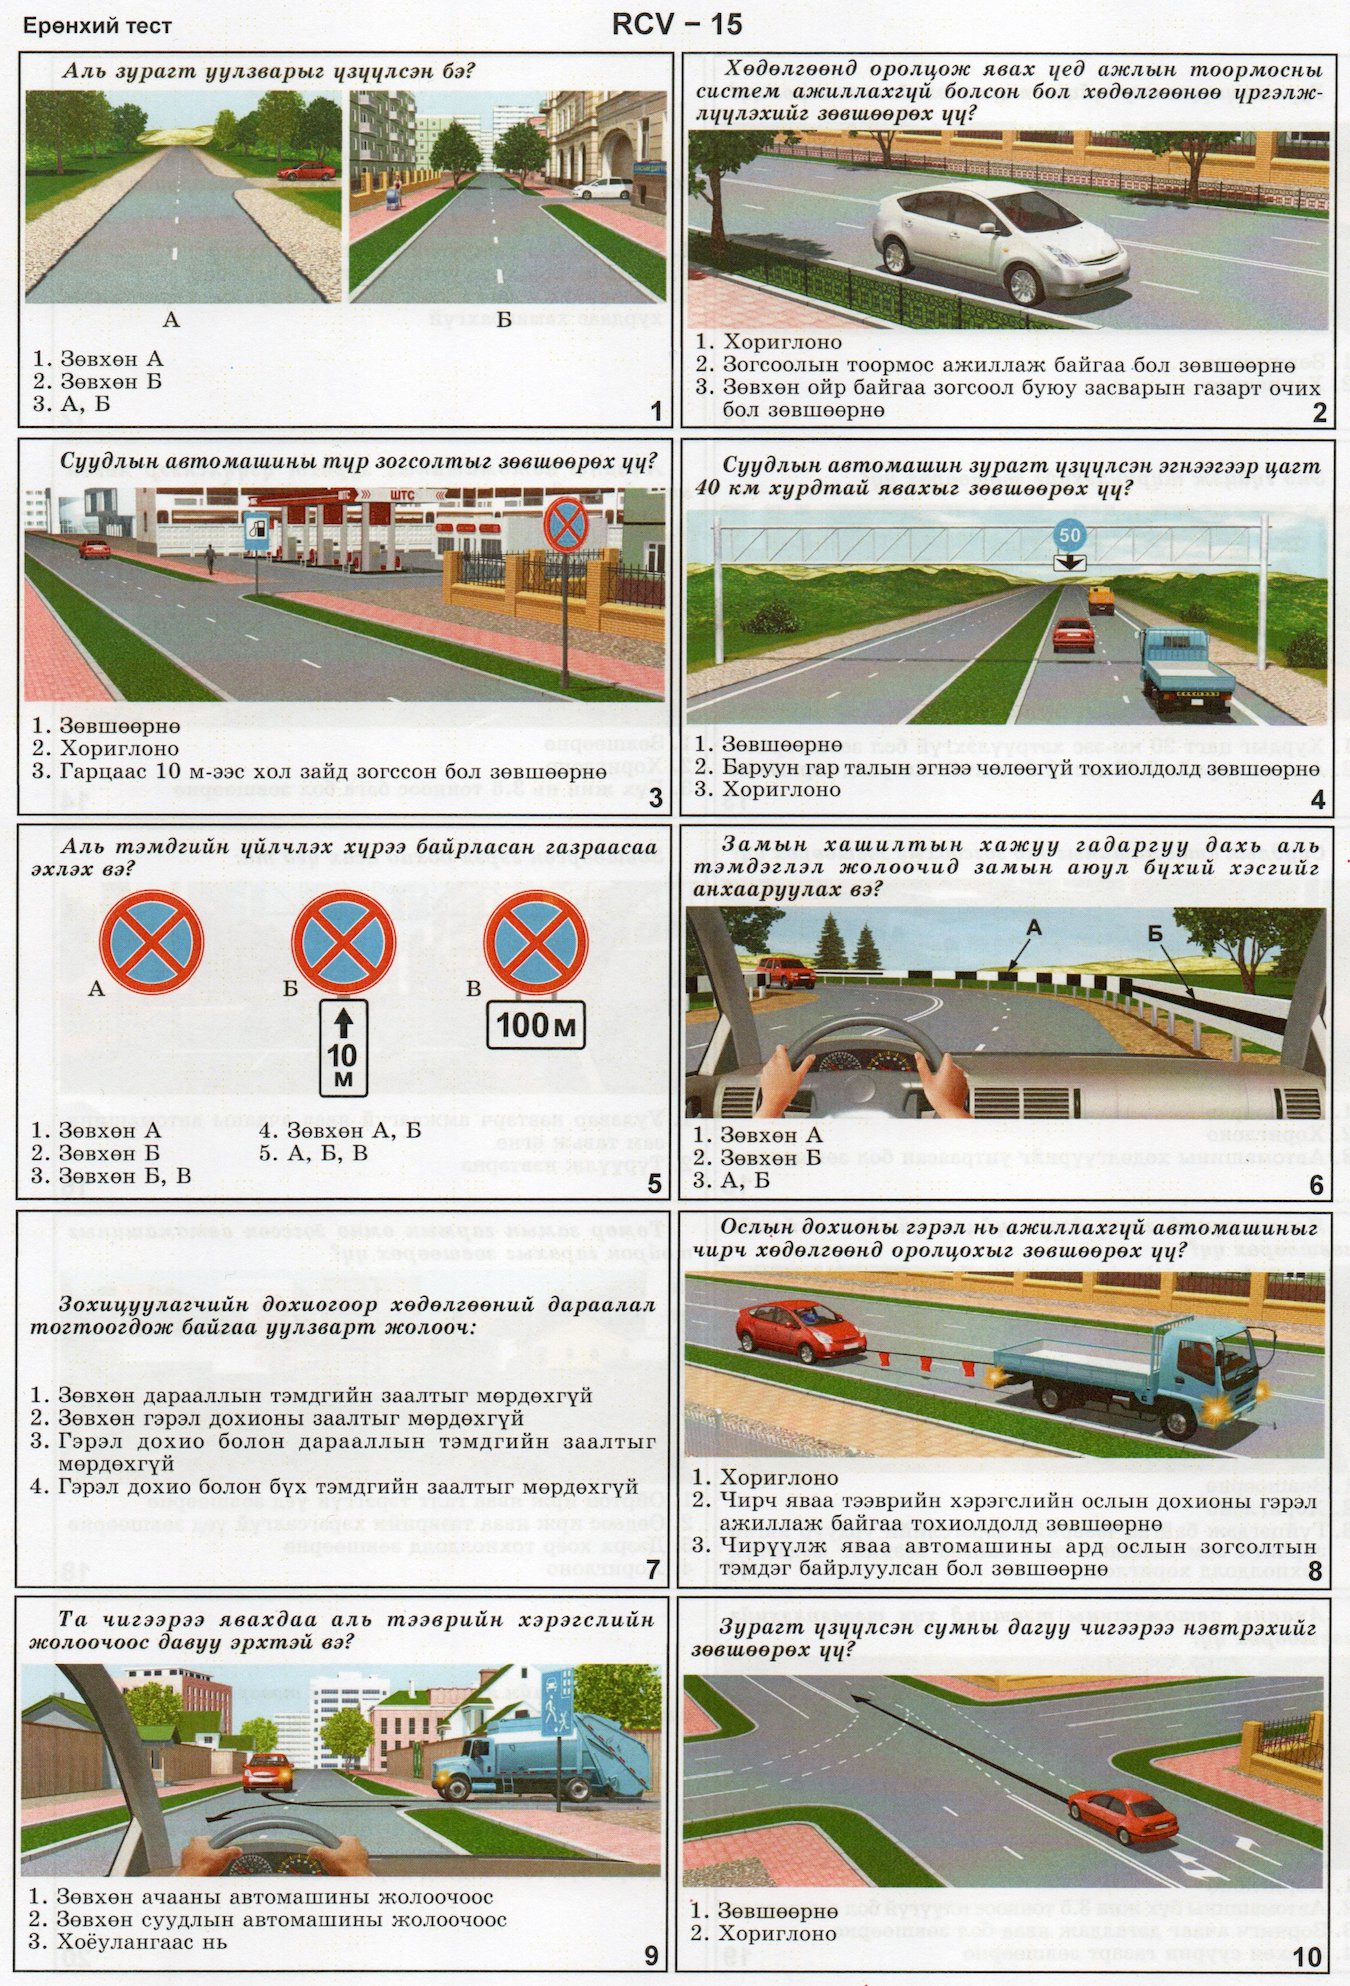 Ерөнхий тест
RCV – 15
Аль зурагт уулзварыг үзүүлсэн бэ?
А
Б
А
Б
1. Зөвхөн А
2. Зөвхөн Б
3. А, Б
1
Хөдөлгөөнд оролцож явах үед ажлын тоормосны
систем ажиллахгүй болсон бол хөдөлгөөнөө үргэлж-
лүүлэхийг зөвшөөрөх үү?
1. Хориглоно
2. Зогсоолын тоормос ажиллаж байгаа бол зөвшөөрнө
3. Зөвхөн ойр байгаа зогсоол буюу засварын газарт очих
бол зөвшөөрнө
2
Суудлын автомашины түр зогсолтыг зөвшөөрөх үү?
ШТС
ШТС
1. Зөвшөөрнө
2. Хориглоно
3. Гарцаас 10 м-ээс хол зайд зогссон бол зөвшөөрнө
3
Суудлын автомашин зурагт үзүүлсэн эгнээгээр цагт
40 км хурдтай явахыг зөвшөөрөх үү?
50
1. Зөвшөөрнө
2. Баруун гар талын эгнээ чөлөөгүй тохиолдолд зөвшөөрнө
3. Хориглоно
4
Аль тэмдгийн үйлчлэх хүрээ байрласан газраасаа
эхлэх вэ?
А
Б
В
10
м
100 м
1. Зөвхөн А
2. Зөвхөн Б
3. Зөвхөн Б, В
4. Зөвхөн А, Б
5. А, Б, В
5
Замын хашилтын хажуу гадаргуу дахь аль
тэмдэглэл жолоочид замын аюул бүхий хэсгийг
анхааруулах вэ?
А
Б
1. Зөвхөн А
2. Зөвхөн Б
3. А, Б
6
Зохицуулагчийн дохиогоор хөдөлгөөний дараалал
тогтоогдож байгаа уулзварт жолооч:
1. Зөвхөн дарааллын тэмдгийн заалтыг мөрдөхгүй
2. Зөвхөн гэрэл дохионы заалтыг мөрдөхгүй
3. Гэрэл дохио болон дарааллын тэмдгийн заалтыг
мөрдөхгүй
4. Гэрэл дохио болон бүх тэмдгийн заалтыг мөрдөхгүй
7
Ослын дохионы гэрэл нь ажиллахгүй автомашиныг
чирч хөдөлгөөнд оролцохыг зөвшөөрөх үү?
1. Хориглоно
2. Чирч яваа тээврийн хэрэгслийн ослын дохионы гэрэл
ажиллаж байгаа тохиолдолд зөвшөөрнө
3. Чирүүлж яваа автомашины ард ослын зогсолтын
тэмдэг байрлуулсан бол зөвшөөрнө
8
Та чигээрээ явахдаа аль тээврийн хэрэгслийн
жолоочоос давуу эрхтэй вэ?
1. Зөвхөн ачааны автомашины жолоочоос
2. Зөвхөн суудлын автомашины жолоочоос
3. Хоёулангаас нь
9
Зурагт үзүүлсэн сумны дагуу чигээрээ нэвтрэхийг
зөвшөөрөх үү?
1. Зөвшөөрнө
2. Хориглоно
10